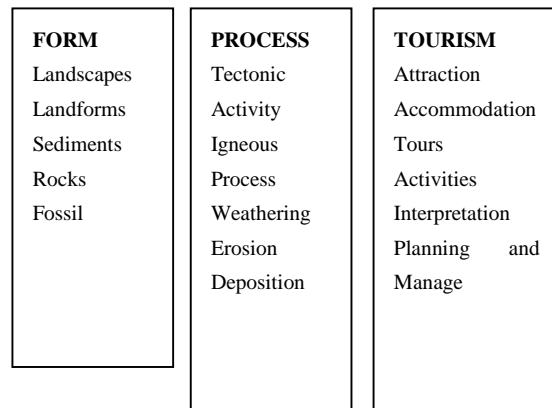 FORM
Landscapes
Landforms
Sediments
Rocks
Fossil
PROCESS
Tectonic
Activity
Igneous
Process
Weathering
Erosion
Deposition
TOURISM
Attraction
Accommodation
Tours
Activities
Interpretation
Planning and
Manage